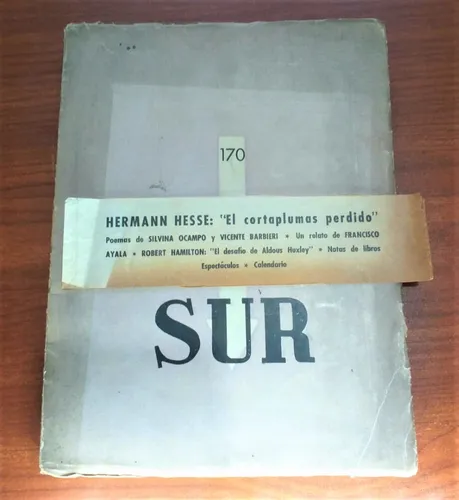 170
HERMANN HESSE: "El cortaplumas perdido"
Poemas de SILVINA OCAMPO y VICENTE BARBIERI • Un relato de FRANCISCO
AYALA • ROBERT HAMILTON: "El desafío de Aldous Huxley" • Notas de libros
Espectáculos • Calendario
SUR